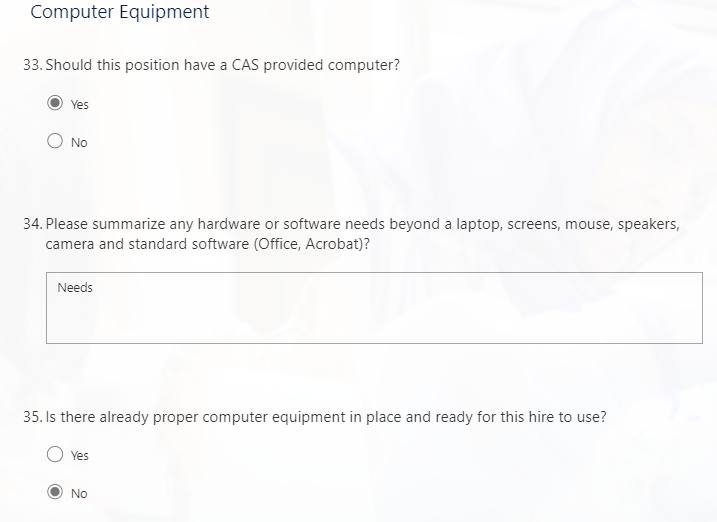 Computer Equipment
33. Should this position have a CAS provided computer?
Yes
No
34. Please summarize any hardware or software needs beyond a laptop, screens, mouse, speakers,
camera and standard software (Office, Acrobat)?
Needs
35. Is there already proper computer equipment in place and ready for this hire to use?
Yes
No